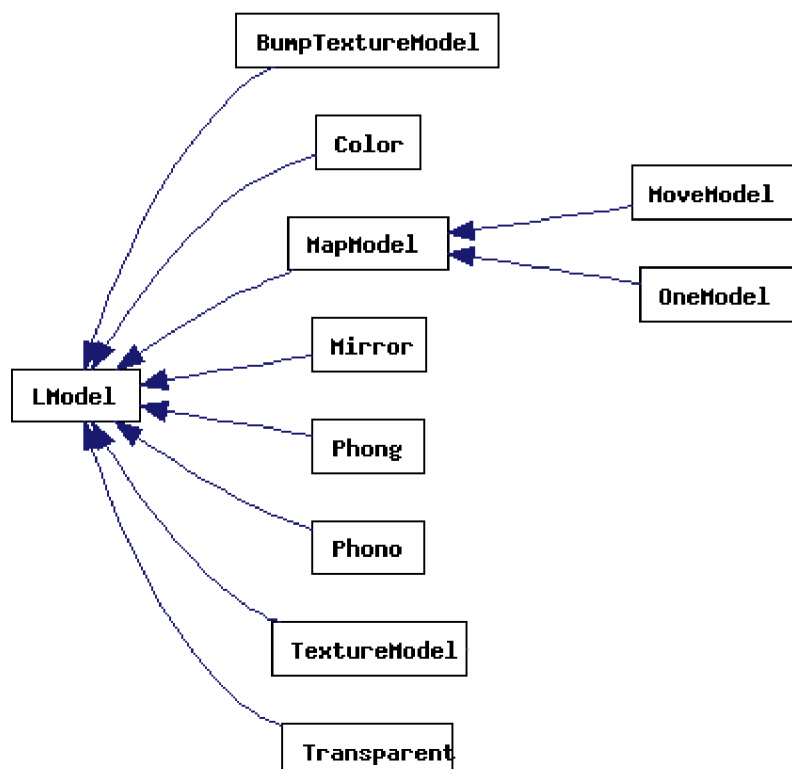 BumpTextureModel
Color
MoveModel
MapModel
OneModel
Mirror
LModel
Phong
Phono
TextureModel
Transparent